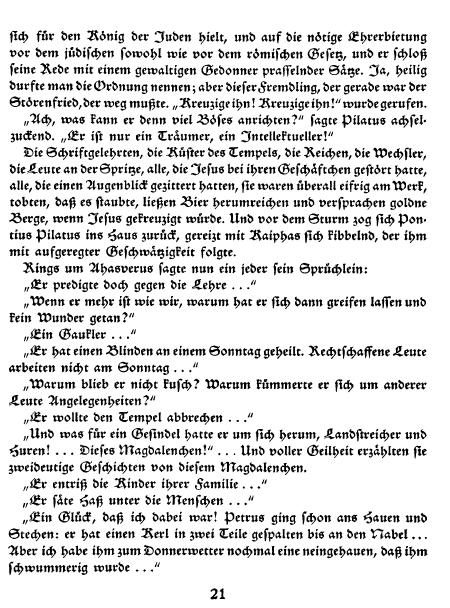 sich für den König der Juden hielt, und auf die nötige Ehrerbietung
vor dem jüdischen sowohl wie vor dem römischen Gesetz, und er schloß
seine Rede mit einem gewaltigen Gedonner prasselnder Sätze. Ja, heilig
durfte man die Ordnung nennen; aber dieser Fremdling, der gerade war der
Störenfried, der weg mußte. „Kreuzige ihn! Kreuzige ihn!“ wurde gerufen.
„Ach, was kann er denn viel Böses anrichten?“ sagte Pilatus achsel-
zuckend. „Er ist nur ein Träumer, ein Intellektueller!“
Die Schriftgelehrten, die Küster des Tempels, die Reichen, die Wechsler,
die Leute an der Spritze, alle, die Jesus bei ihren Geschäftchen gestört hatte,
alle, die einen Augenblick gezittert hatten, sie waren überall eifrig am Werk,
tobten, daß es staubte, ließen Bier herumreichen und versprachen goldne
Berge, wenn Jesus gekreuzigt würde. Und vor dem Sturm zog sich Pon-
tius Pilatus ins Haus zurück, gereizt mit Kaiphas sich kibbelnd, der ihm
mit aufgeregter Geschwätzigkeit folgte.
Rings um Ahasverus sagte nun ein jeder sein Sprüchlein:
„Er predigte doch gegen die Lehre . . .“
„Wenn er mehr ist wie wir, warum hat er sich dann greifen lassen und
kein Wunder getan?“
„Ein Gaukler . . .“
„Er hat einen Blinden an einem Sonntag geheilt. Rechtschaffene Leute
arbeiten nicht am Sonntag . . .“
„Warum blieb er nicht kusch? Warum kümmerte er sich um anderer
Leute Angelegenheiten?“
„Er wollte den Tempel abbrechen . . .“
„Und was für ein Gesindel hatte er um sich herum, Landstreicher und
Huren! . . . Dieses Magdalenchen!“ . . . Und voller Geilheit erzählten sie
zweideutige Geschichten von diesem Magdalenchen.
„Er entriß die Kinder ihrer Familie . . .“
„Er säte Haß unter die Menschen . . .“
„Ein Glück, daß ich dabei war! Petrus ging schon ans Hauen und
Stechen: er hat einen Kerl in zwei Teile gespalten bis an den Nabel . . .
Aber ich habe ihm zum Donnerwetter nochmal eine neingehauen, daß ihm
schwummerig wurde . . .“
21